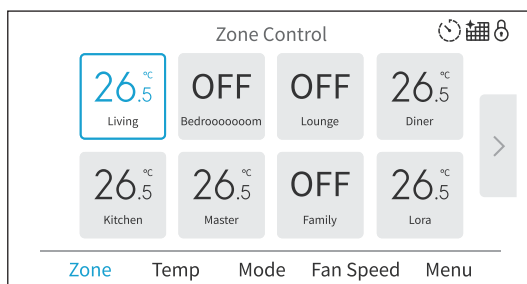 Zone Control
26.5 °C
Living
OFF
Bedrooooooom
OFF
Lounge
26.5 °C
Diner
26.5 °C
Kitchen
26.5 °C
Master
OFF
Family
26.5 °C
Lora
Zone Temp Mode Fan Speed Menu